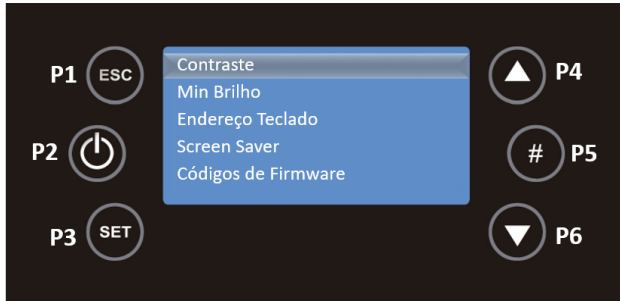 P1 ESC
P2
P3 SET
Contraste
Min Brilho
Endereço Teclado
Screen Saver
Códigos de Firmware
P4
# P5
P6